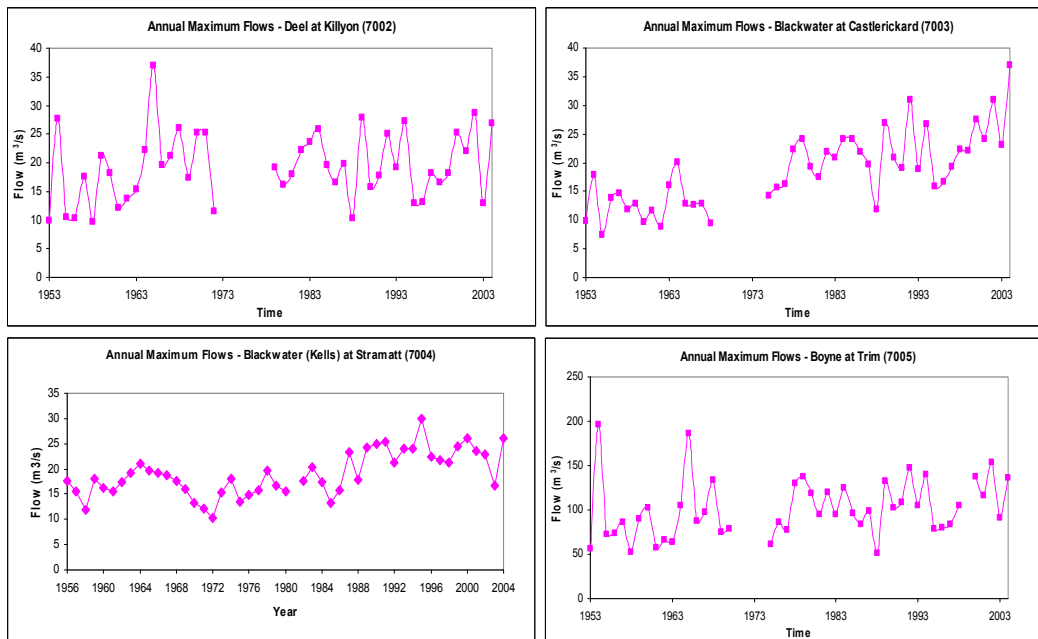 Annual Maximum Flows - Deel at Killyon (7002)
Flow (m³/s)
40
35
30
25
20
15
10
5
0
1953 1963 1973 1983 1993 2003
Time
Annual Maximum Flows - Blackwater at Castlerickard (7003)
Flow (m³/s)
40
35
30
25
20
15
10
5
0
1953 1963 1973 1983 1993 2003
Time
Annual Maximum Flows - Blackwater (Kells) at Stramatt (7004)
Flow (m3/s)
35
30
25
20
15
10
5
0
1956 1960 1964 1968 1972 1976 1980 1984 1988 1992 1996 2000 2004
Year
Annual Maximum Flows - Boyne at Trim (7005)
Flow (m³/s)
250
200
150
100
50
0
1953 1963 1973 1983 1993 2003
Time